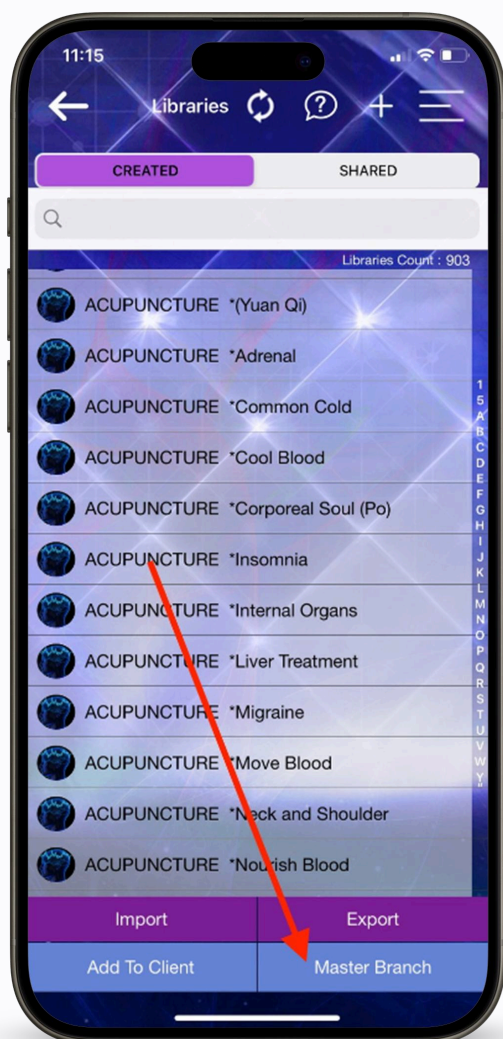 11:15
Libraries
CREATED SHARED
Libraries Count : 903
ACUPUNCTURE *(Yuan Qi)
ACUPUNCTURE *Adrenal
ACUPUNCTURE *Common Cold
ACUPUNCTURE *Cool Blood
ACUPUNCTURE *Corporeal Soul (Po)
ACUPUNCTURE *Insomnia
ACUPUNCTURE *Internal Organs
ACUPUNCTURE *Liver Treatment
ACUPUNCTURE *Migraine
ACUPUNCTURE *Move Blood
ACUPUNCTURE *Neck and Shoulder
ACUPUNCTURE *Nourish Blood
1
5
A
B
C
D
E
F
G
H
I
J
K
L
M
N
O
P
Q
R
S
T
U
V
W
Y
Import Export
Add To Client Master Branch